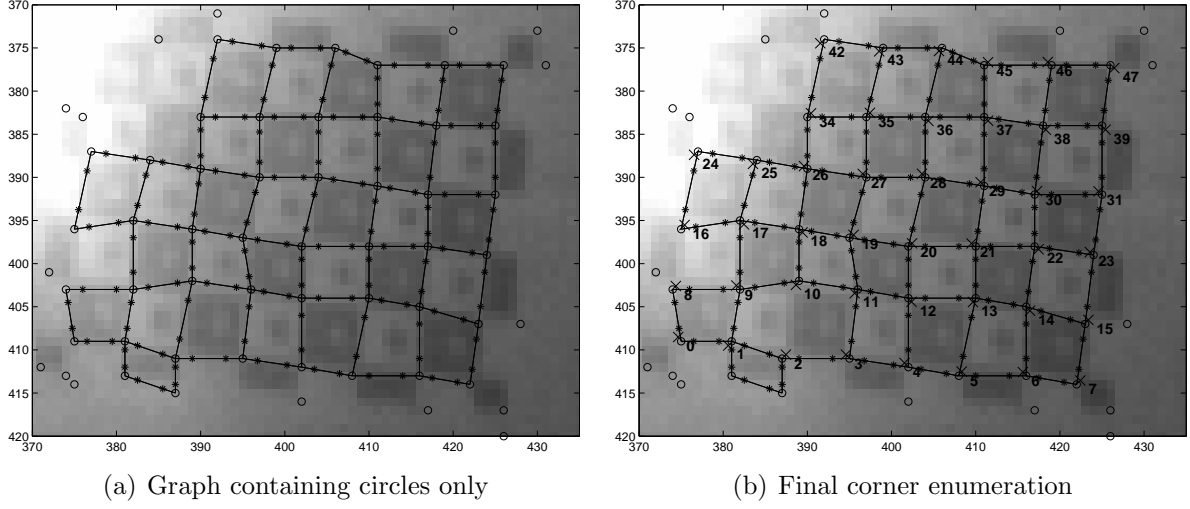 370
375
380
385
390
395
400
405
410
415
420
370 380 390 400 410 420 430
370
375
380
385
390
395
400
405
410
415
420
370 380 390 400 410 420 430
42 43 44 45 46 47
34 35 36 37 38 39
24 25 26 27 28 29 30 31
16 17 18 19 20 21 22 23
8 9 10 11 12 13 14 15
0 1 2 3 4 5 6 7
(a) Graph containing circles only
(b) Final corner enumeration